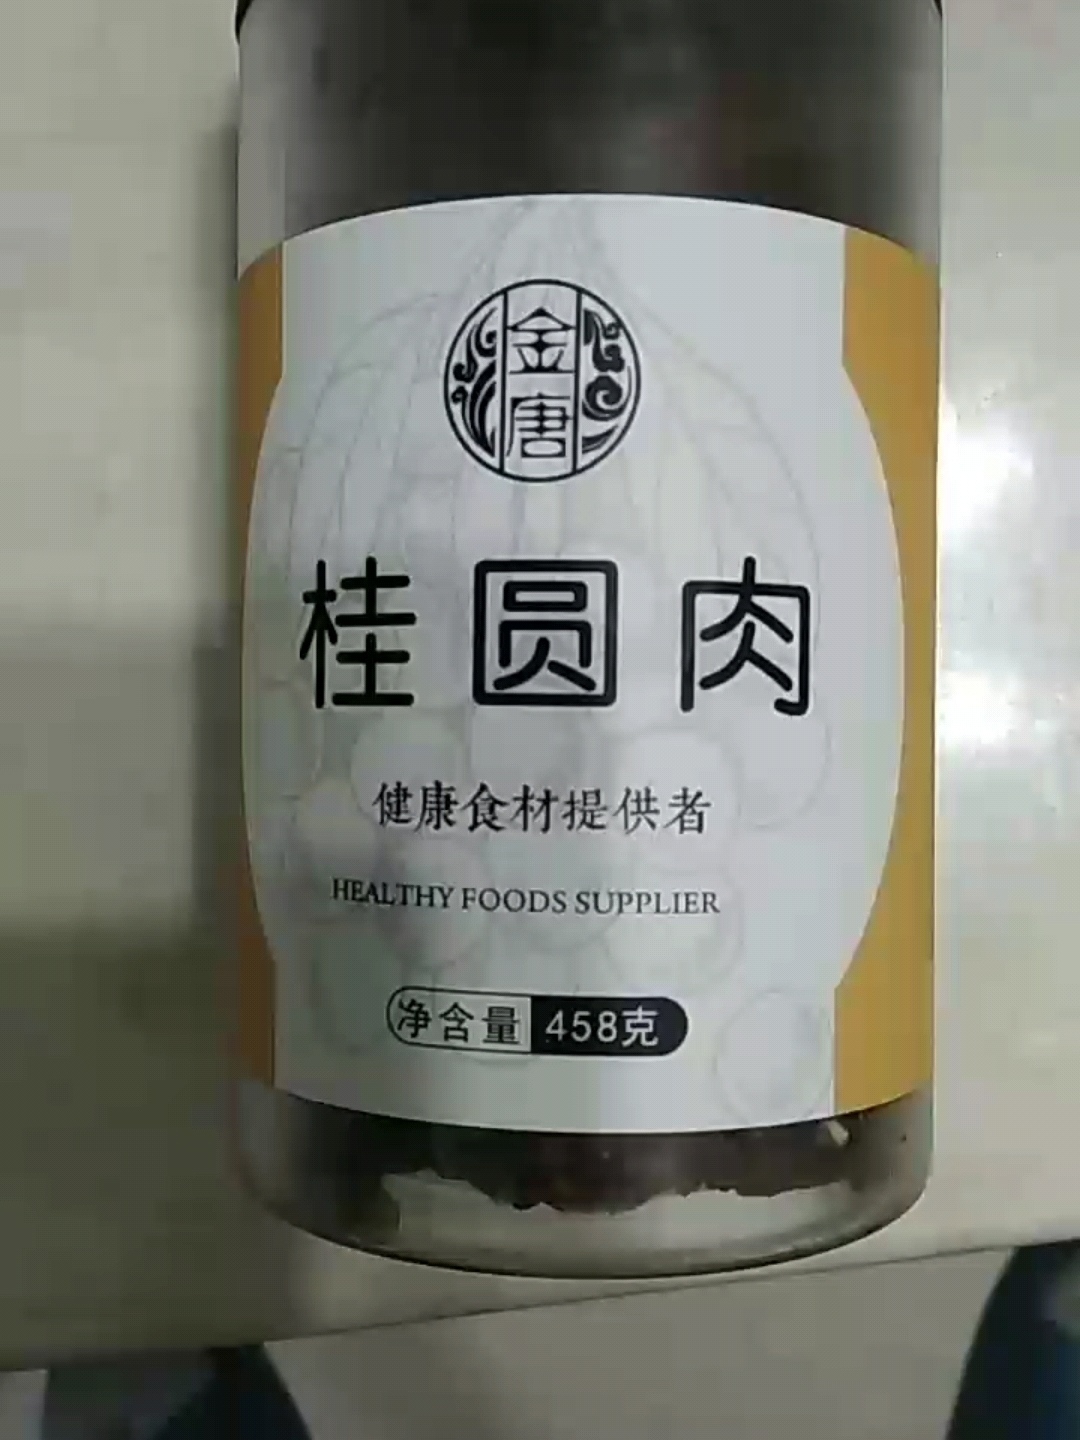 金
唐
桂圆肉
健康食材提供者
HEALTHY FOODS SUPPLIER
净含量 458克